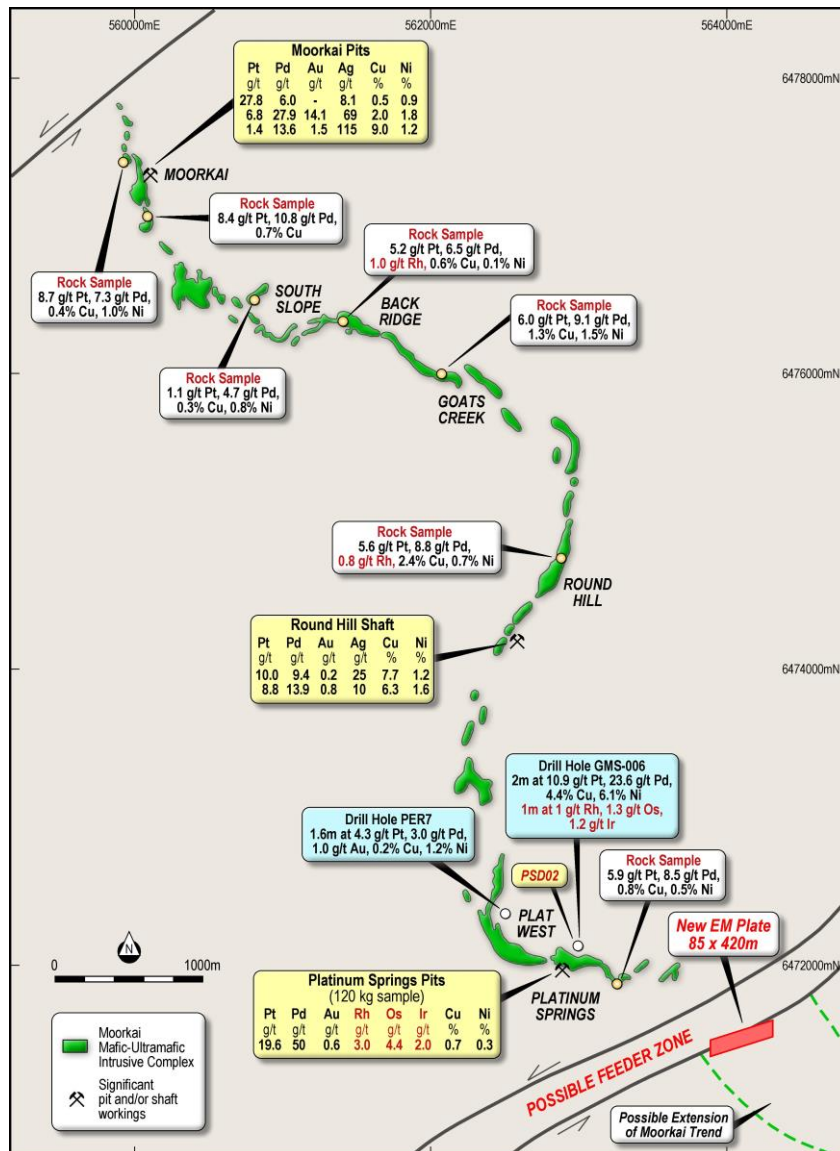 560000mE
562000mE
564000mE
6478000mN
Moorkai Pits
Pt Pd Au Ag Cu Ni
g/t g/t g/t g/t % %
27.8 6.0 - 8.1 0.5 0.9
6.8 27.9 14.1 69 2.0 1.8
1.4 13.6 1.5 115 9.0 1.2
MOORKAI
Rock Sample
8.4 g/t Pt, 10.8 g/t Pd,
0.7% Cu
Rock Sample
8.7 g/t Pt, 7.3 g/t Pd,
0.4% Cu, 1.0% Ni
SOUTH
SLOPE
Rock Sample
5.2 g/t Pt, 6.5 g/t Pd,
1.0 g/t Rh, 0.6% Cu, 0.1% Ni
BACK
RIDGE
Rock Sample
6.0 g/t Pt, 9.1 g/t Pd,
1.3% Cu, 1.5% Ni
6476000mN
Rock Sample
1.1 g/t Pt, 4.7 g/t Pd,
0.3% Cu, 0.8% Ni
GOATS
CREEK
Rock Sample
5.6 g/t Pt, 8.8 g/t Pd,
0.8 g/t Rh, 2.4% Cu, 0.7% Ni
ROUND
HILL
Round Hill Shaft
Pt Pd Au Ag Cu Ni
g/t g/t g/t g/t % %
10.0 9.4 0.2 25 7.7 1.2
8.8 13.9 0.8 10 6.3 1.6
6474000mN
Drill Hole GMS-006
2m at 10.9 g/t Pt, 23.6 g/t Pd,
4.4% Cu, 6.1% Ni
1m at 1 g/t Rh, 1.3 g/t Os,
1.2 g/t Ir
Drill Hole PER7
1.6m at 4.3 g/t Pt, 3.0 g/t Pd,
1.0 g/t Au, 0.2% Cu, 1.2% Ni
PSD02
Rock Sample
5.9 g/t Pt, 8.5 g/t Pd,
0.8% Cu, 0.5% Ni
PLAT
WEST
New EM Plate
85 x 420m
6472000mN
N
0 1000m
Platinum Springs Pits
(120 kg sample)
Pt Pd Au Rh Os Ir Cu Ni
g/t g/t g/t g/t g/t g/t % %
19.6 50 0.6 3.0 4.4 2.0 0.7 0.3
PLATINUM
SPRINGS
POSSIBLE FEEDER ZONE
Moorkai
Mafic-Ultramafic
Intrusive Complex
Significant
pit and/or shaft
workings
Possible Extension
of Moorkai Trend